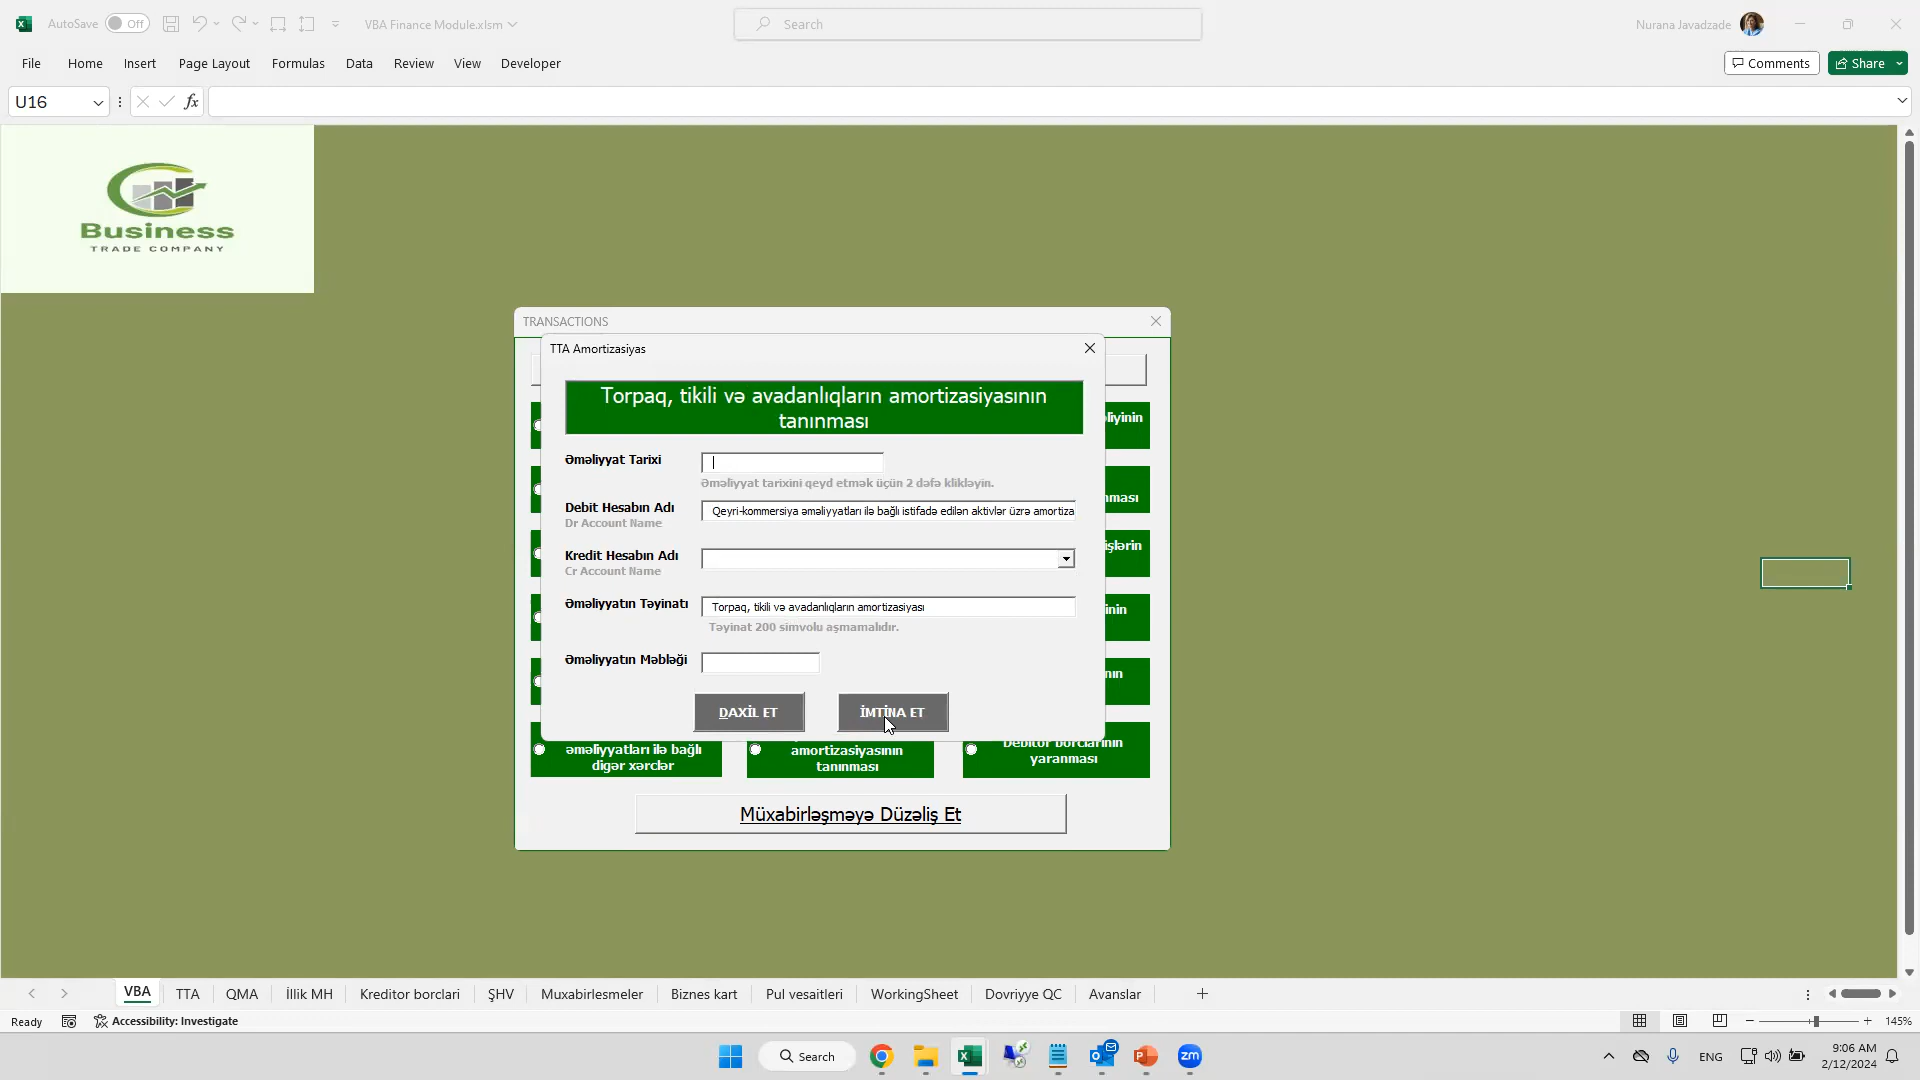 AutoSave Off VBA Finance Module.xlsm Search Nurana Javadzade
File Home Insert Page Layout Formulas Data Review View Developer Comments Share
U16 fx
Business
TRADE COMPANY
TRANSACTIONS
TTA Amortizasiyas
Torpaq, tikili və avadanlıqların amortizasiyasının
tanınması
Əməliyyat Tarixi
Əməliyyat tarixini qeyd etmək üçün 2 dəfə klikləyin.
Debit Hesabın Adı Qeyri-kommersiya əməliyyatları ilə bağlı istifadə edilən aktivlər üzrə amortiza
Dr Account Name
Kredit Hesabın Adı
Cr Account Name
Əməliyyatın Təyinatı Torpaq, tikili və avadanlıqların amortizasiyası
Təyinat 200 simvolu aşmamalıdır.
Əməliyyatın Məbləği
DAXİL ET İMTİNA ET
liyinin
nması
işlərin
inin
nın
əməliyyatları ilə bağlı
digər xərclər
amortizasiyasının
tanınması
Debitor borclarının
yaranması
Müxabirləşməyə Düzəliş Et
VBA TTA QMA İllik MH Kreditor borclari ŞHV Muxabirlesmeler Biznes kart Pul vesaitleri WorkingSheet Dovriyye QC Avanslar
Ready Accessibility: Investigate 145%
Search ENG 9:06 AM
2/12/2024